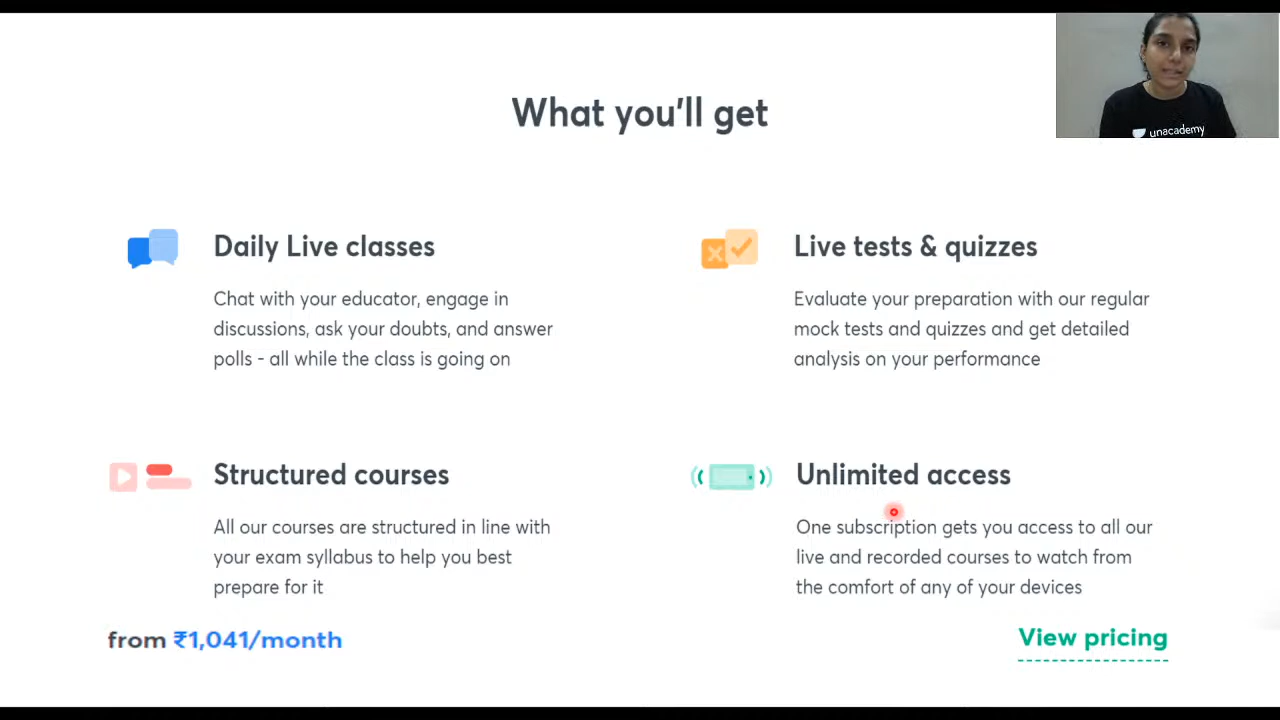 unacademy
What you'll get
Daily Live classes
Chat with your educator, engage in
discussions, ask your doubts, and answer
polls - all while the class is going on
Live tests & quizzes
Evaluate your preparation with our regular
mock tests and quizzes and get detailed
analysis on your performance
Structured courses
All our courses are structured in line with
your exam syllabus to help you best
prepare for it
Unlimited access
One subscription gets you access to all our
live and recorded courses to watch from
the comfort of any of your devices
from ₹1,041/month
View pricing